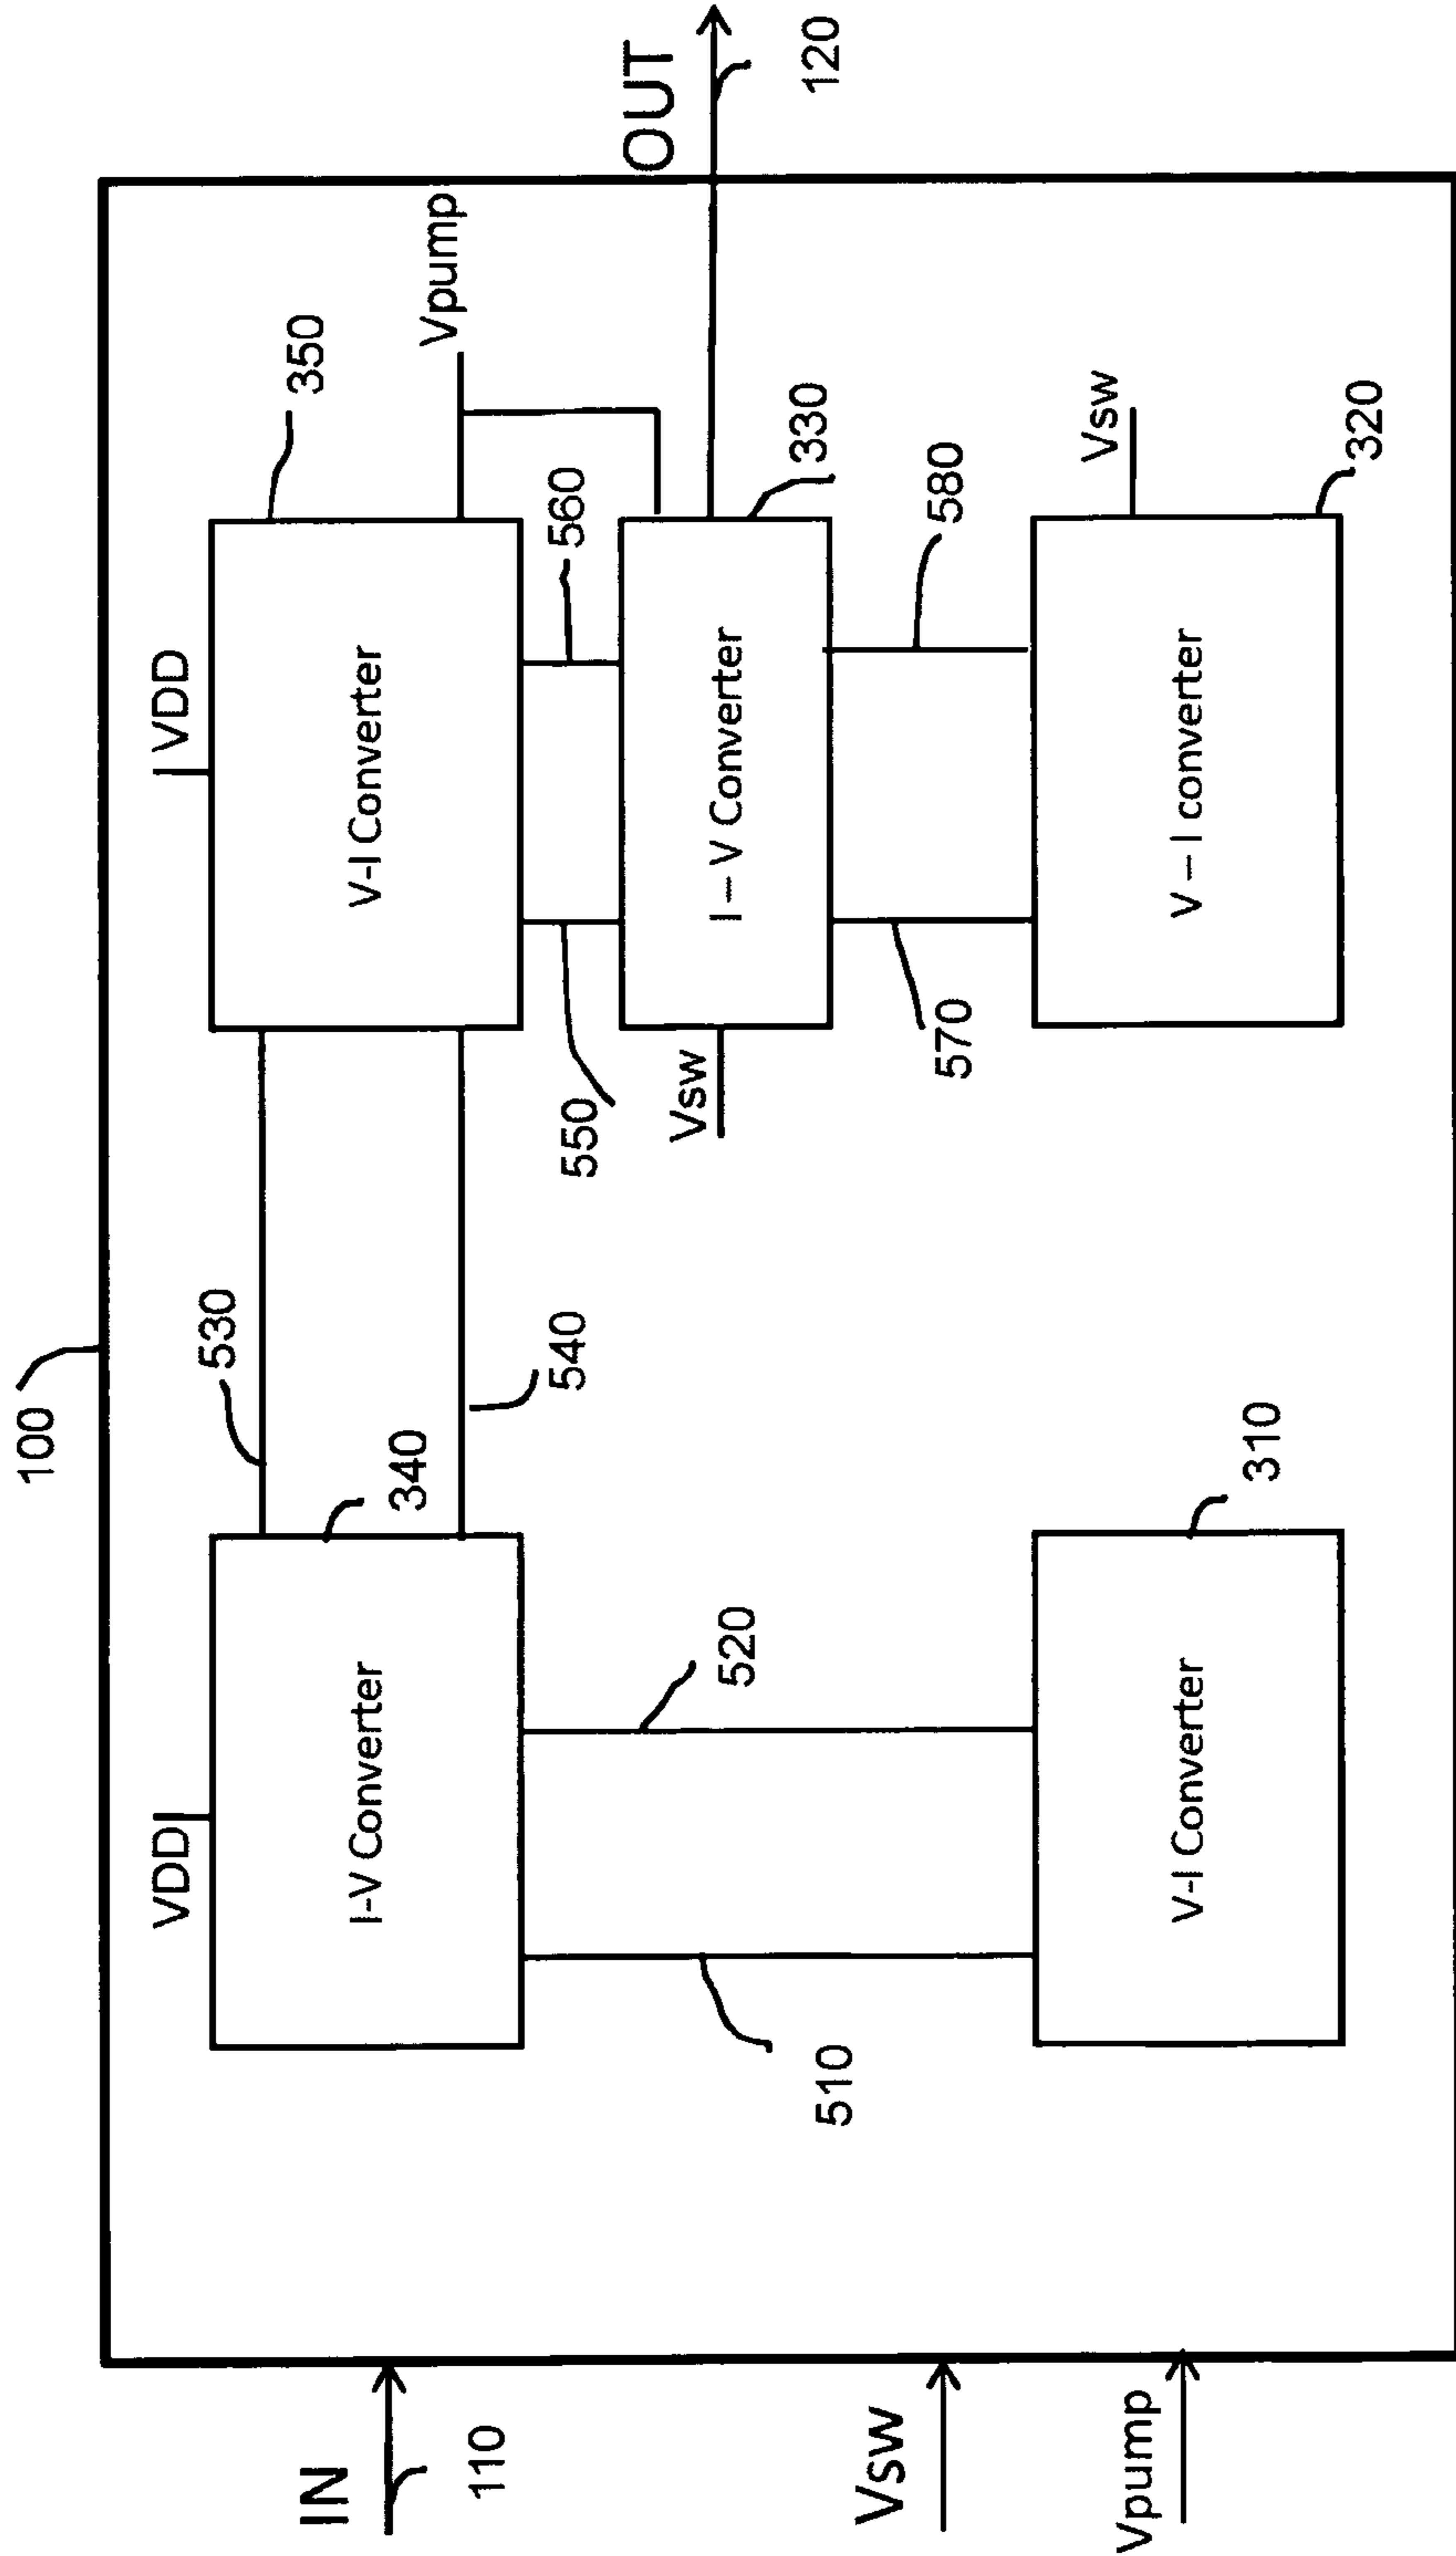 100
VDD
VDD
530
350
I-V Converter
340
V-I Converter
Vpump
IN
110
540
550
560
OUT
120
Vsw
I – V Converter
330
510
520
570
580
Vsw
Vsw
Vpump
V-I Converter
310
V – I converter
320